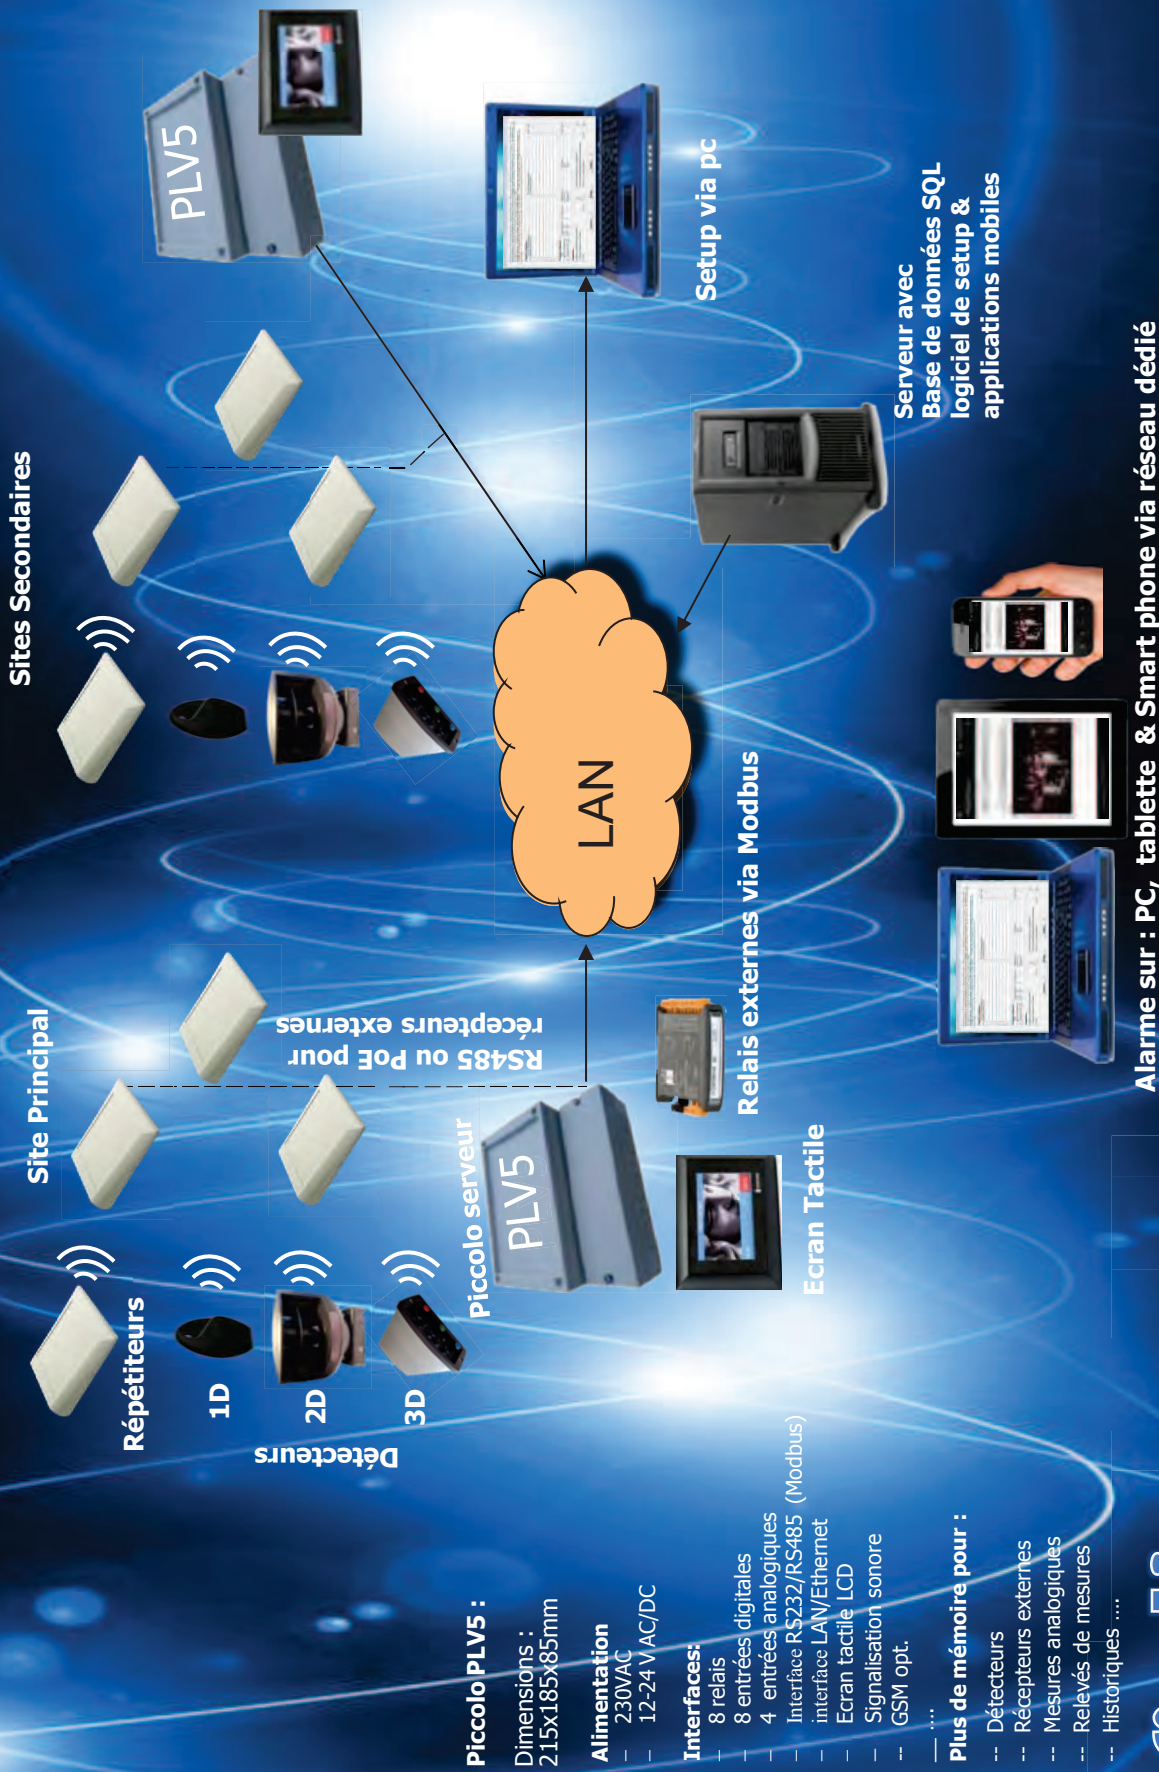 Sites Secondaires
Site Principal
PLV5
Setup via pc
Serveur avec
Base de données SQL
logiciel de setup &
applications mobiles
LAN
RS485 ou PoE pour
récepteurs externes
Répétiteurs
1D
2D
3D
Détecteurs
Piccolo serveur
PLV5
Relais externes via Modbus
Ecran Tactile
Alarme sur : PC, tablette & Smart phone via réseau dédié
Piccolo PLV5 :
Dimensions :
215x185x85mm
Alimentation
– 230VAC
– 12-24 V AC/DC
Interfaces:
– 8 relais
– 8 entrées digitales
– 4 entrées analogiques
– Interface RS232/RS485 (Modbus)
– interface LAN/Ethernet
– Ecran tactile LCD
– Signalisation sonore
-- GSM opt.
— ....
Plus de mémoire pour :
-- Détecteurs
-- Récepteurs externes
-- Mesures analogiques
-- Relevés de mesures
-- Historiques ....